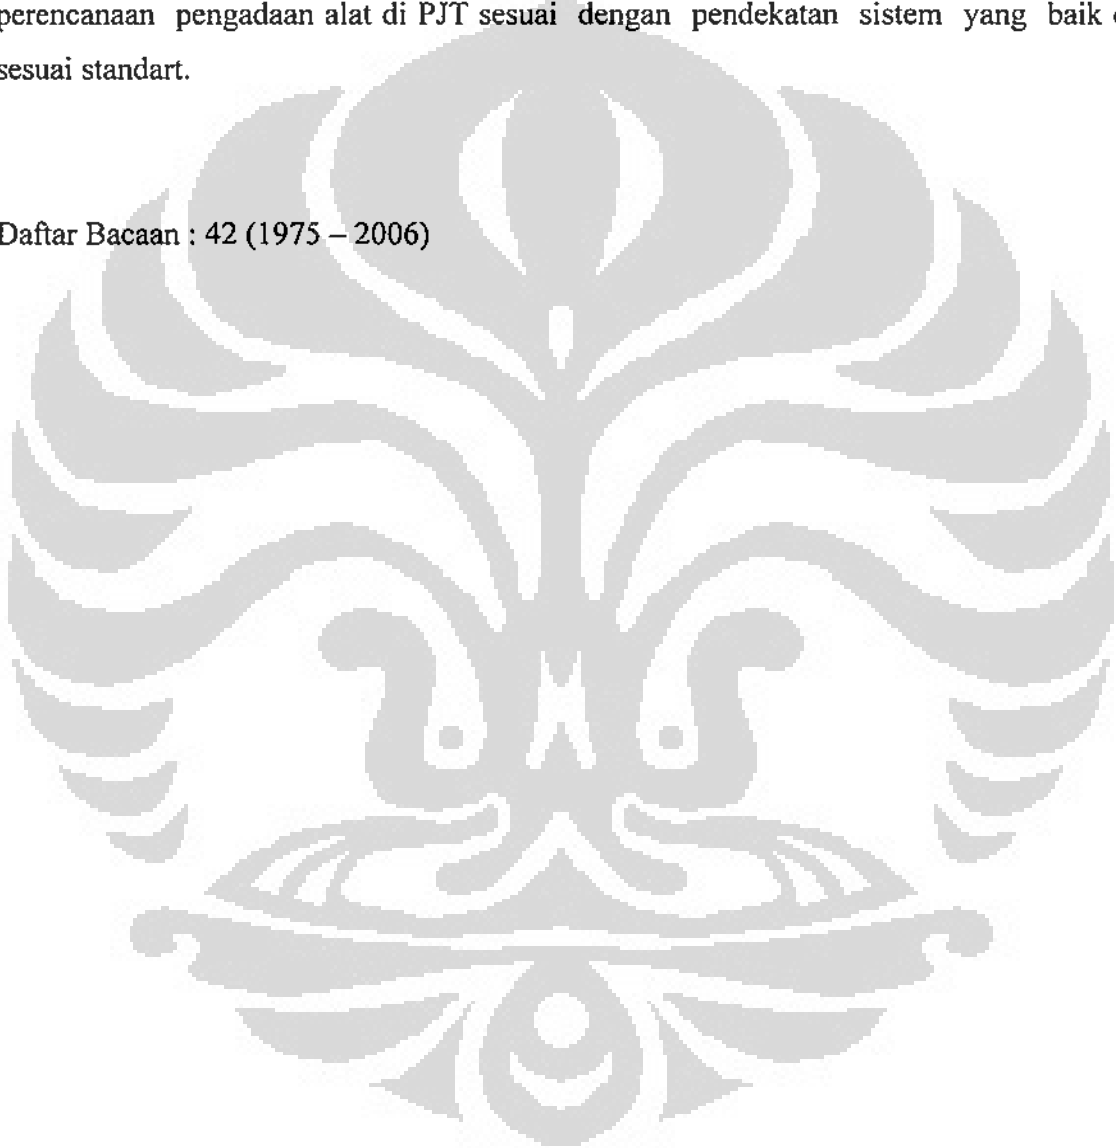 perencanaan pengadaan alat di PJT sesuai dengan pendekatan sistem yang baik
sesuai standart.
Daftar Bacaan : 42 (1975 – 2006)